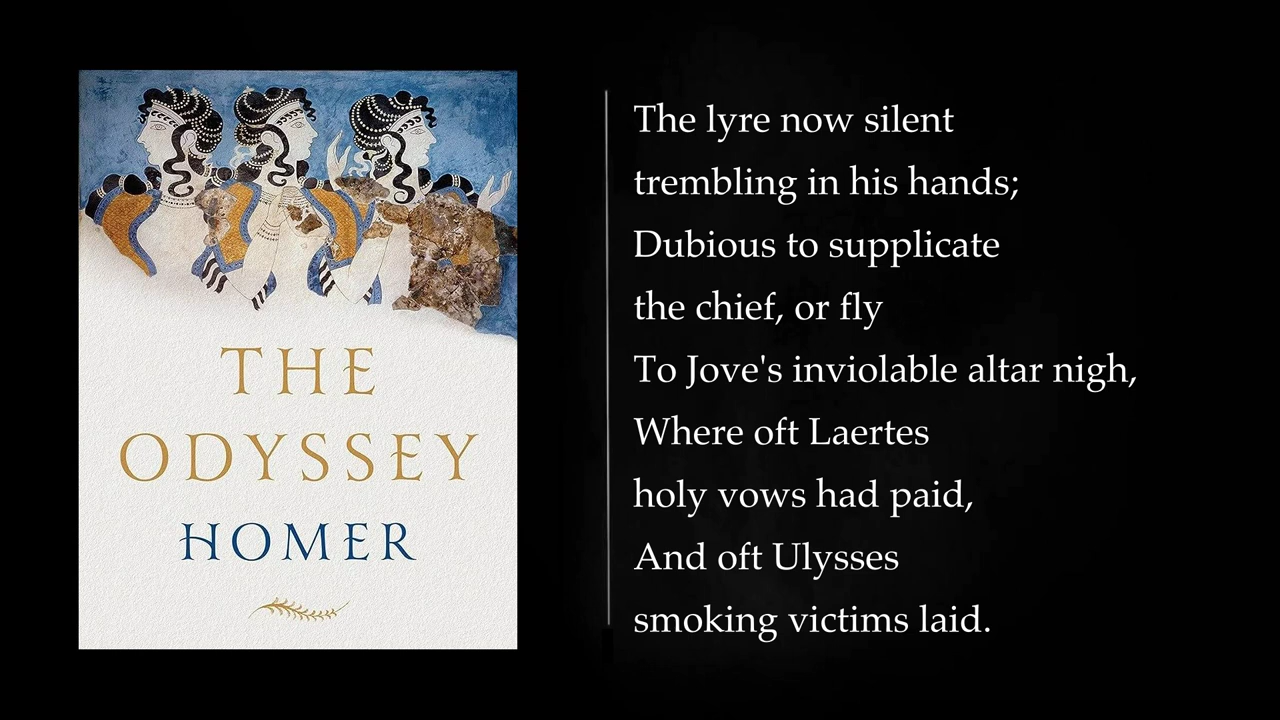 THE
ODYSSEY
HOMER
The lyre now silent
trembling in his hands;
Dubious to supplicate
the chief, or fly
To Jove's inviolable altar nigh,
Where oft Laertes
holy vows had paid,
And oft Ulysses
smoking victims laid.